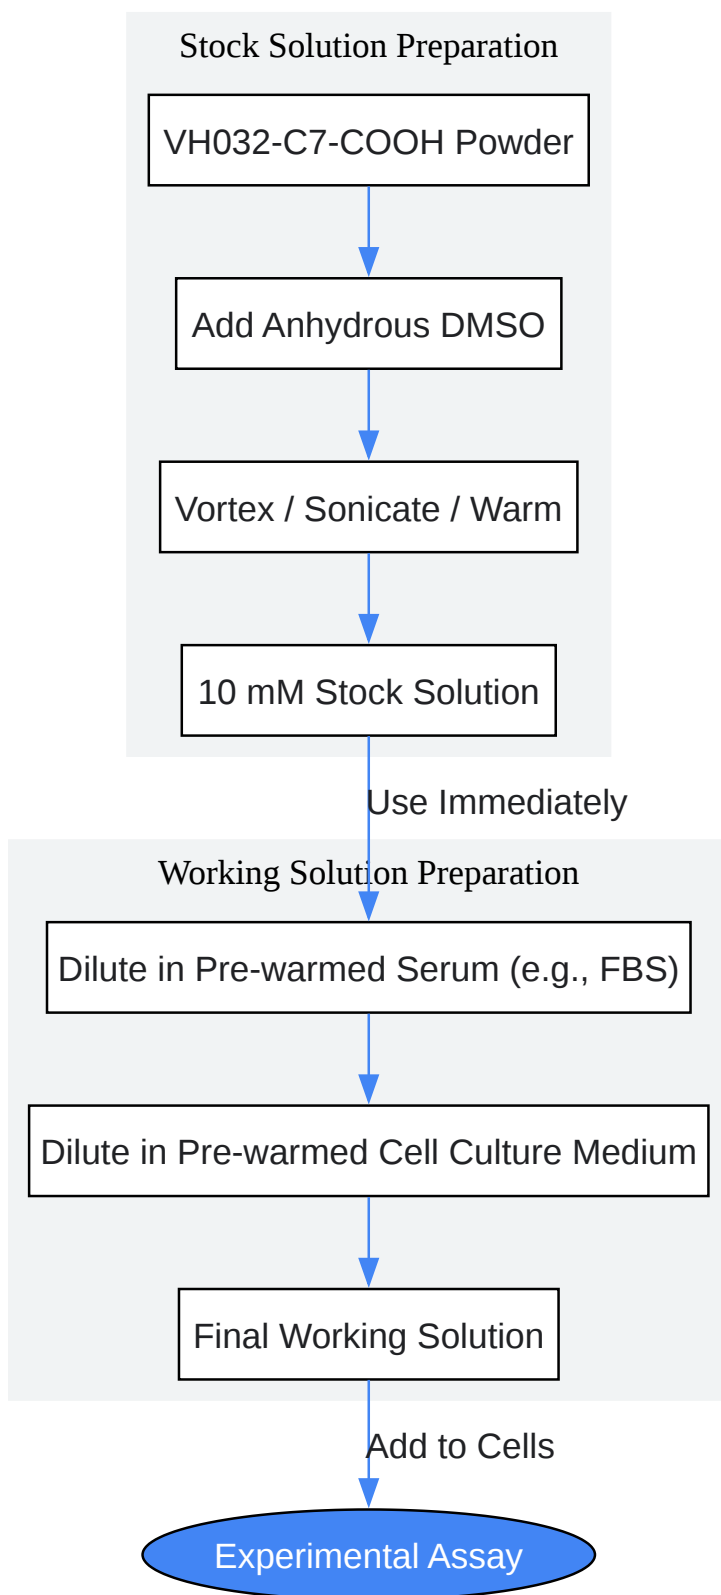 Stock Solution Preparation
VH032-C7-COOH Powder
Add Anhydrous DMSO
Vortex / Sonicate / Warm
10 mM Stock Solution
Use Immediately
Working Solution Preparation
Dilute in Pre-warmed Serum (e.g., FBS)
Dilute in Pre-warmed Cell Culture Medium
Final Working Solution
Add to Cells
Experimental Assay